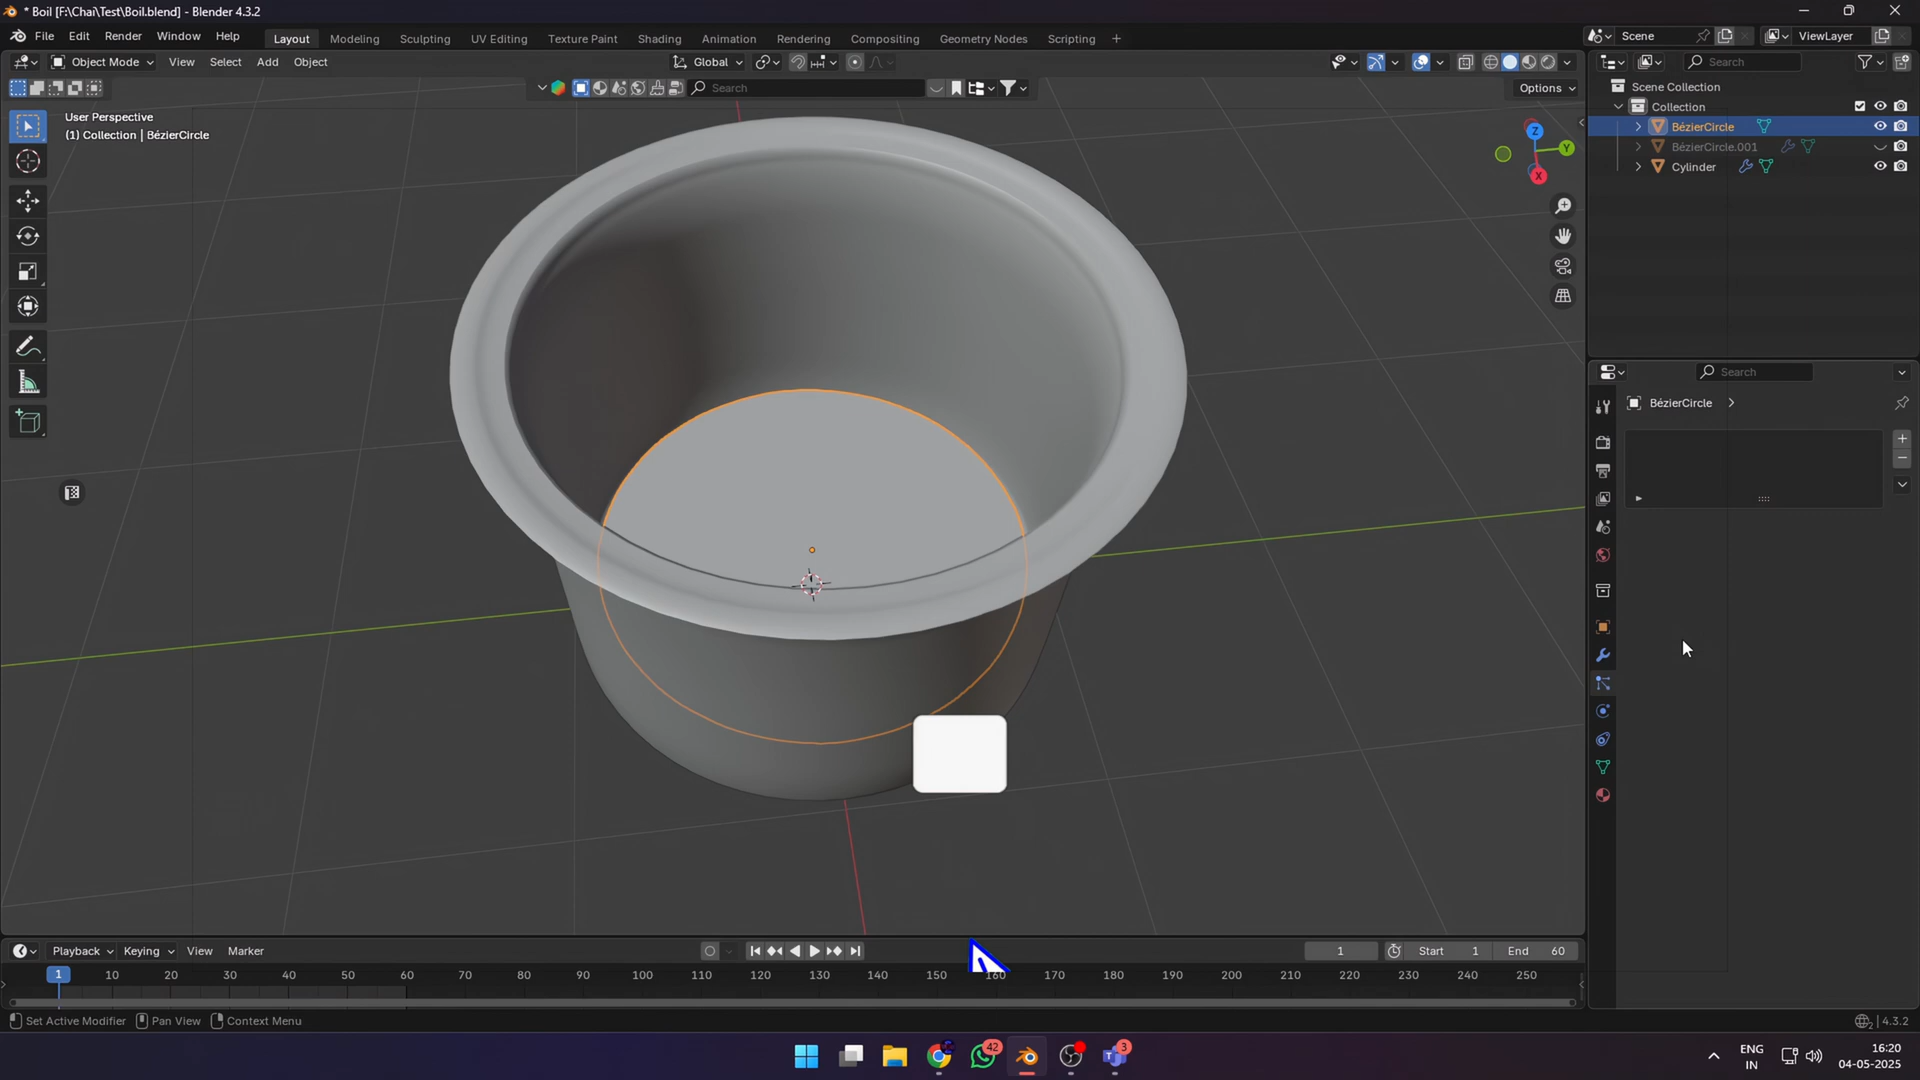 * Boil [F:\Chai\Test\Boil.blend] - Blender 4.3.2
File Edit Render Window Help
Layout Modeling Sculpting UV Editing Texture Paint Shading Animation Rendering Compositing Geometry Nodes Scripting +
Scene
ViewLayer
Object Mode View Select Add Object
Global
Search
Search
Options
User Perspective
(1) Collection | BézierCircle
Z
Y
X
Scene Collection
Collection
BézierCircle
BézierCircle.001
Cylinder
Search
BézierCircle
Playback Keying View Marker
1
Start 1
End 60
1 10 20 30 40 50 60 70 80 90 100 110 120 130 140 150 160 170 180 190 200 210 220 230 240 250
Set Active Modifier Pan View Context Menu
4.3.2
42
3
ENG
IN
16:20
04-05-2025